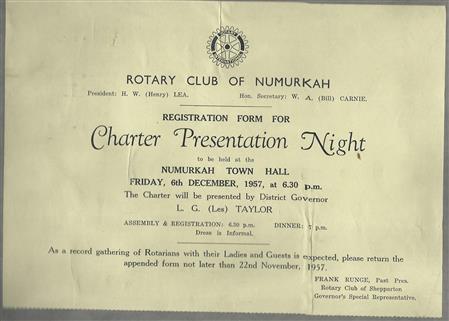 ROTARY CLUB OF NUMURKAH
President: H. W. (Henry) LEA. Hon. Secretary: W. A. (Bill) CARNIE.
REGISTRATION FORM FOR
Charter Presentation Night
to be held at the
NUMURKAH TOWN HALL
FRIDAY, 6th DECEMBER, 1957, at 6.30 p.m.
The Charter will be presented by District Governor
L. G. (Les) TAYLOR
ASSEMBLY & REGISTRATION: 6.30 p.m. DINNER: 7 p.m.
Dress is Informal.
As a record gathering of Rotarians with their Ladies and Guests is expected, please return the
appended form not later than 22nd November, 1957.
FRANK RUNGE, Past Pres.
Rotary Club of Shepparton
Governor's Special Representative.